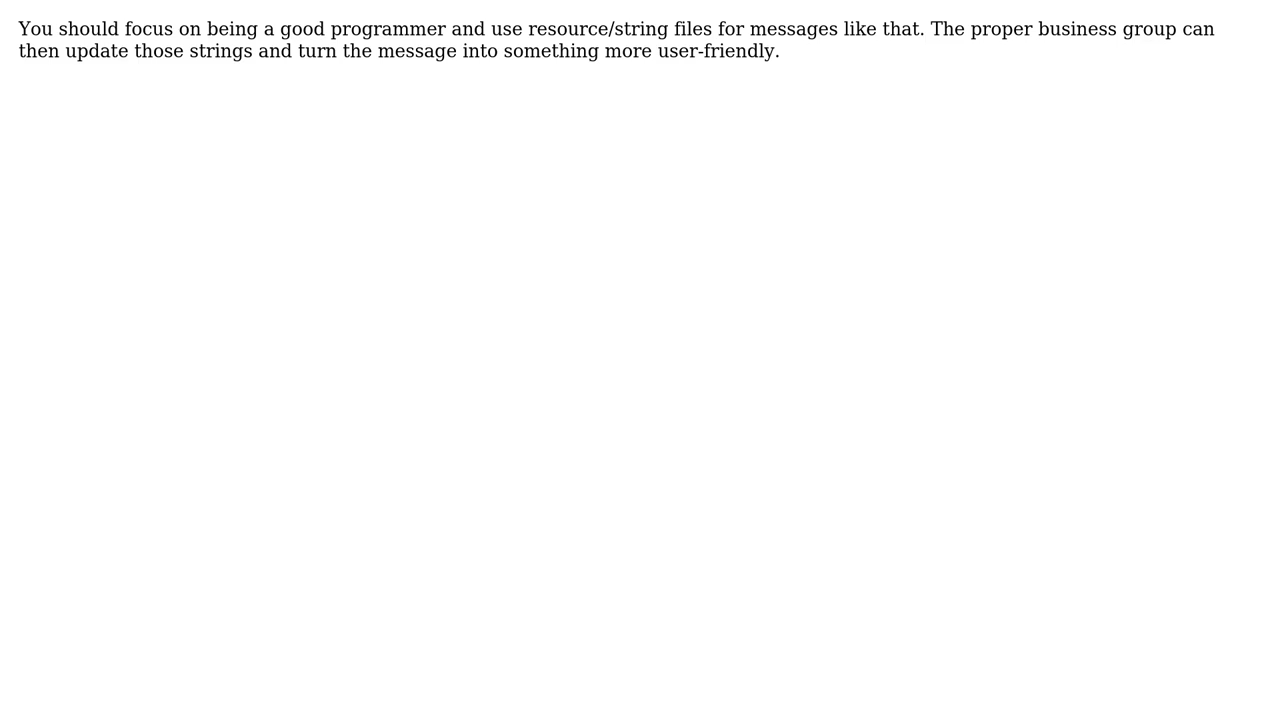 You should focus on being a good programmer and use resource/string files for messages like that. The proper business group can
then update those strings and turn the message into something more user-friendly.